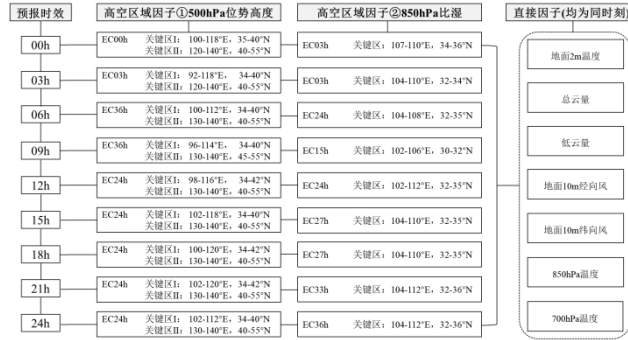 预报时效 高空区域因子①500hPa位势高度 高空区域因子②850hPa比湿 直接因子(均为同时刻)
00h EC00h 关键区I: 100-118°E, 35-40°N
关键区II: 120-140°E, 40-55°N
EC03h 关键区: 107-110°E, 34-36°N
03h EC03h 关键区I: 92-118°E, 34-40°N
关键区II: 120-140°E, 40-55°N
EC03h 关键区: 104-110°E, 32-34°N
06h EC36h 关键区I: 100-112°E, 34-40°N
关键区II: 130-140°E, 40-55°N
EC24h 关键区: 104-108°E, 32-35°N
09h EC36h 关键区I: 96-114°E, 34-40°N
关键区II: 130-140°E, 45-55°N
EC15h 关键区: 102-106°E, 30-32°N
12h EC24h 关键区I: 98-116°E, 34-42°N
关键区II: 130-140°E, 40-55°N
EC24h 关键区: 102-112°E, 32-35°N
15h EC24h 关键区I: 102-118°E, 34-40°N
关键区II: 130-140°E, 40-55°N
EC27h 关键区: 104-110°E, 32-35°N
18h EC24h 关键区I: 100-120°E, 34-42°N
关键区II: 130-140°E, 40-55°N
EC27h 关键区: 104-110°E, 32-35°N
21h EC24h 关键区I: 102-120°E, 34-42°N
关键区II: 130-140°E, 40-55°N
EC33h 关键区: 104-112°E, 32-36°N
24h EC24h 关键区I: 102-112°E, 34-40°N
关键区II: 130-140°E, 40-55°N
EC36h 关键区: 104-112°E, 32-36°N
地面2m温度
总云量
低云量
地面10m经向风
地面10m纬向风
850hPa温度
700hPa温度